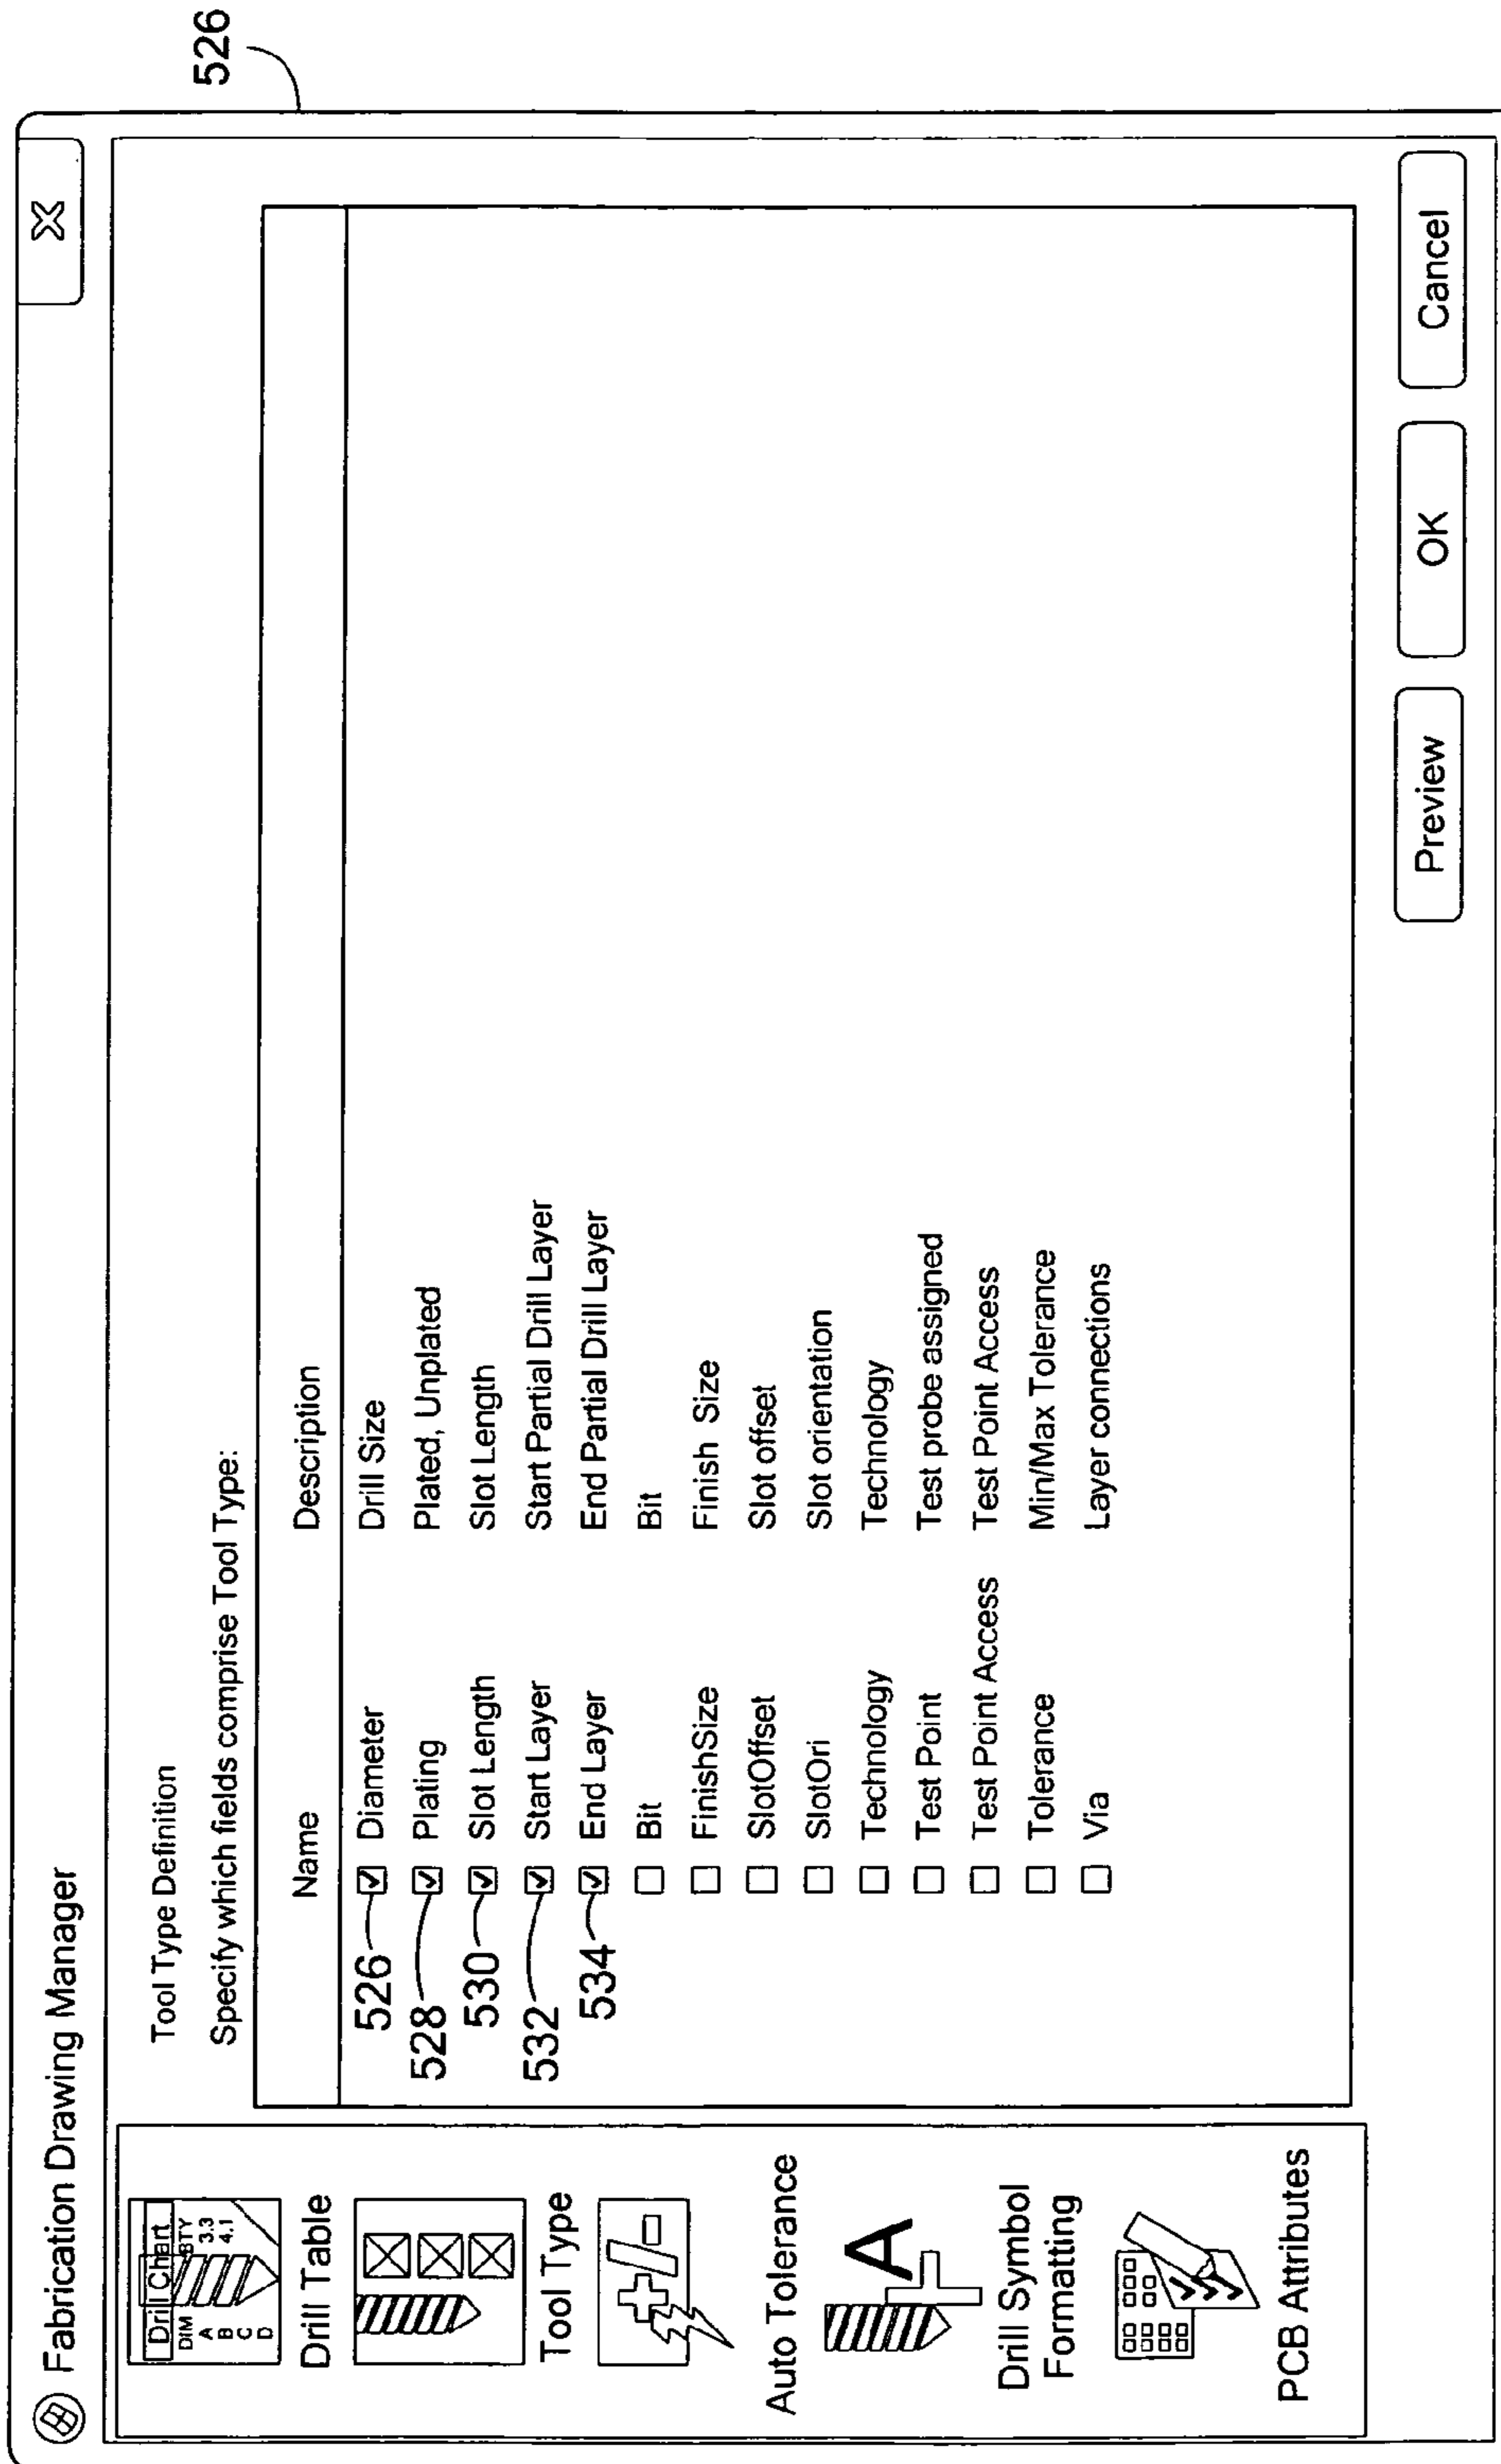 Fabrication Drawing Manager
X
526
Drill Chart
DIM BTY
A 3.3
B 4.1
C
D
Drill Table
Tool Type
Auto Tolerance
A
Drill Symbol
Formatting
PCB Attributes
Tool Type Definition
Specify which fields comprise Tool Type:
Name Description
526 Diameter Drill Size
528 Plating Plated, Unplated
530 Slot Length Slot Length
532 Start Layer Start Partial Drill Layer
534 End Layer End Partial Drill Layer
Bit Bit
FinishSize Finish Size
SlotOffset Slot offset
SlotOri Slot orientation
Technology Technology
Test Point Test probe assigned
Test Point Access Test Point Access
Tolerance Min/Max Tolerance
Via Layer connections
Preview OK Cancel